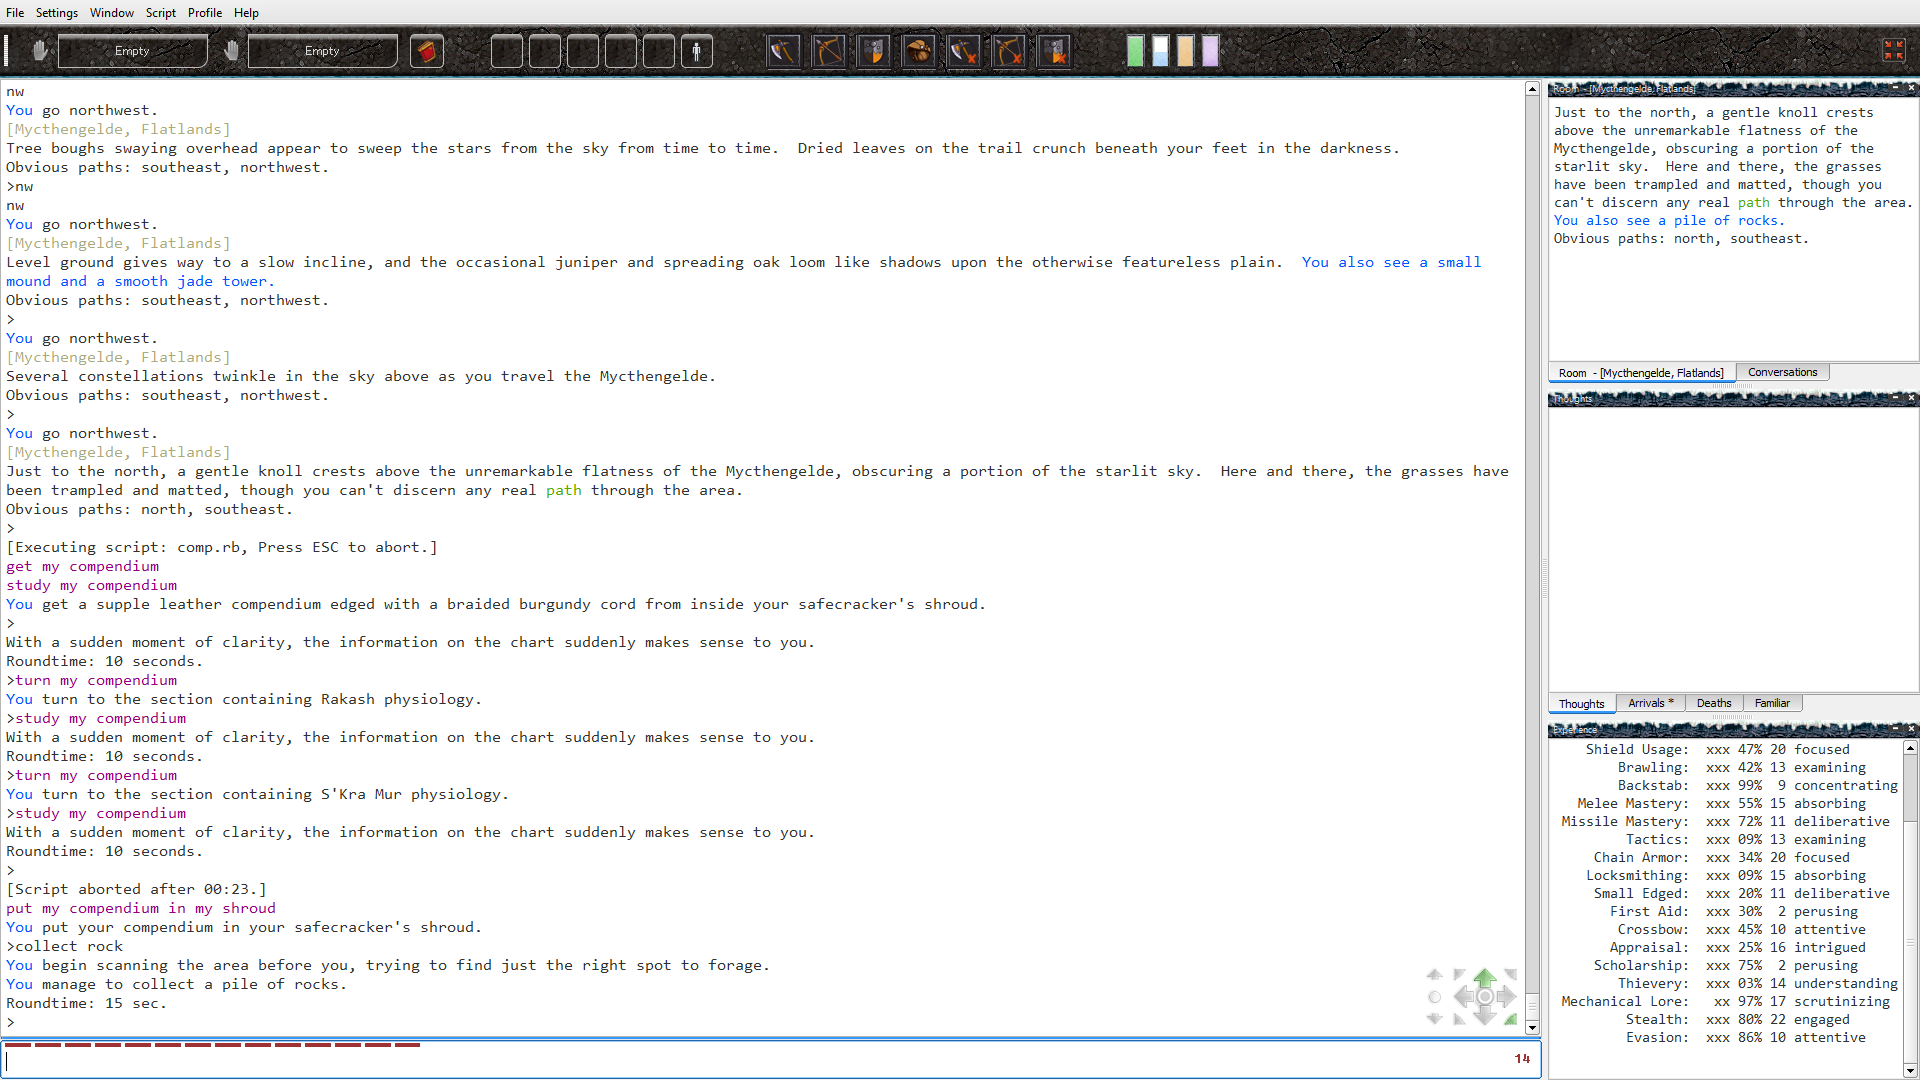 File Settings Window Script Profile Help
Empty Empty
nw
You go northwest.
[Mycthengelde, Flatlands]
Tree boughs swaying overhead appear to sweep the stars from the sky from time to time.  Dried leaves on the trail crunch beneath your feet in the darkness.
Obvious paths: southeast, northwest.
>nw
nw
You go northwest.
[Mycthengelde, Flatlands]
Level ground gives way to a slow incline, and the occasional juniper and spreading oak loom like shadows upon the otherwise featureless plain.  You also see a small
mound and a smooth jade tower.
Obvious paths: southeast, northwest.
>
You go northwest.
[Mycthengelde, Flatlands]
Several constellations twinkle in the sky above as you travel the Mycthengelde.
Obvious paths: southeast, northwest.
>
You go northwest.
[Mycthengelde, Flatlands]
Just to the north, a gentle knoll crests above the unremarkable flatness of the Mycthengelde, obscuring a portion of the starlit sky.  Here and there, the grasses have
been trampled and matted, though you can't discern any real path through the area.
Obvious paths: north, southeast.
>
[Executing script: comp.rb, Press ESC to abort.]
get my compendium
study my compendium
You get a supple leather compendium edged with a braided burgundy cord from inside your safecracker's shroud.
>
With a sudden moment of clarity, the information on the chart suddenly makes sense to you.
Roundtime: 10 seconds.
>turn my compendium
You turn to the section containing Rakash physiology.
>study my compendium
With a sudden moment of clarity, the information on the chart suddenly makes sense to you.
Roundtime: 10 seconds.
>turn my compendium
You turn to the section containing S'Kra Mur physiology.
>study my compendium
With a sudden moment of clarity, the information on the chart suddenly makes sense to you.
Roundtime: 10 seconds.
>
[Script aborted after 00:23.]
put my compendium in my shroud
You put your compendium in your safecracker's shroud.
>collect rock
You begin scanning the area before you, trying to find just the right spot to forage.
You manage to collect a pile of rocks.
Roundtime: 15 sec.
>
14
Room - [Mycthengelde, Flatlands]
Just to the north, a gentle knoll crests
above the unremarkable flatness of the
Mycthengelde, obscuring a portion of the
starlit sky.  Here and there, the grasses
have been trampled and matted, though you
can't discern any real path through the area.
You also see a pile of rocks.
Obvious paths: north, southeast.
Room - [Mycthengelde, Flatlands] Conversations
Thoughts
Thoughts Arrivals * Deaths Familiar
Experience
Shield Usage:  xxx 47% 20 focused
Brawling:  xxx 42% 13 examining
Backstab:  xxx 99%  9 concentrating
Melee Mastery:  xxx 55% 15 absorbing
Missile Mastery:  xxx 72% 11 deliberative
Tactics:  xxx 09% 13 examining
Chain Armor:  xxx 34% 20 focused
Locksmithing:  xxx 09% 15 absorbing
Small Edged:  xxx 20% 11 deliberative
First Aid:  xxx 30%  2 perusing
Crossbow:  xxx 45% 10 attentive
Appraisal:  xxx 25% 16 intrigued
Scholarship:  xxx 75%  2 perusing
Thievery:  xxx 03% 14 understanding
Mechanical Lore:   xx 97% 17 scrutinizing
Stealth:  xxx 80% 22 engaged
Evasion:  xxx 86% 10 attentive